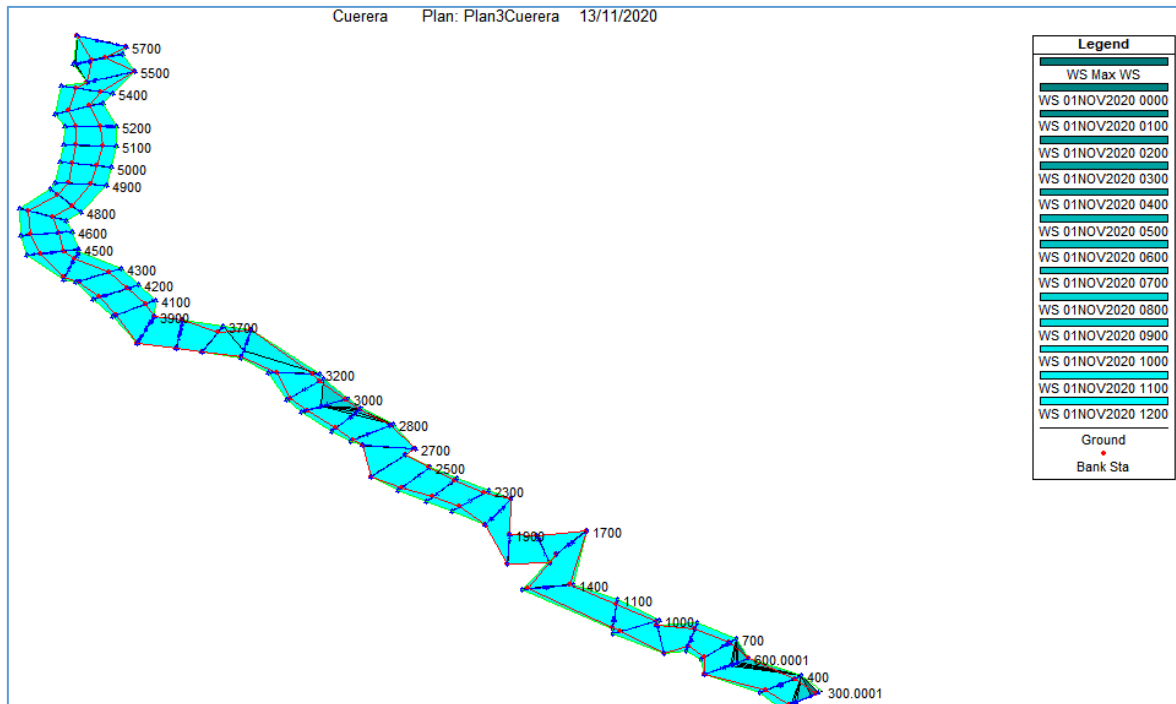 Cuerera Plan: Plan3Cuerera 13/11/2020
5700
5500
5400
5200
5100
5000
4900
4800
4600
4500
4300
4200
4100
3900
3700
3200
3000
2800
2700
2500
2300
1900
1700
1400
1100
1000
700
600.0001
400
300.0001
Legend
WS Max WS
WS 01NOV2020 0000
WS 01NOV2020 0100
WS 01NOV2020 0200
WS 01NOV2020 0300
WS 01NOV2020 0400
WS 01NOV2020 0500
WS 01NOV2020 0600
WS 01NOV2020 0700
WS 01NOV2020 0800
WS 01NOV2020 0900
WS 01NOV2020 1000
WS 01NOV2020 1100
WS 01NOV2020 1200
Ground
Bank Sta